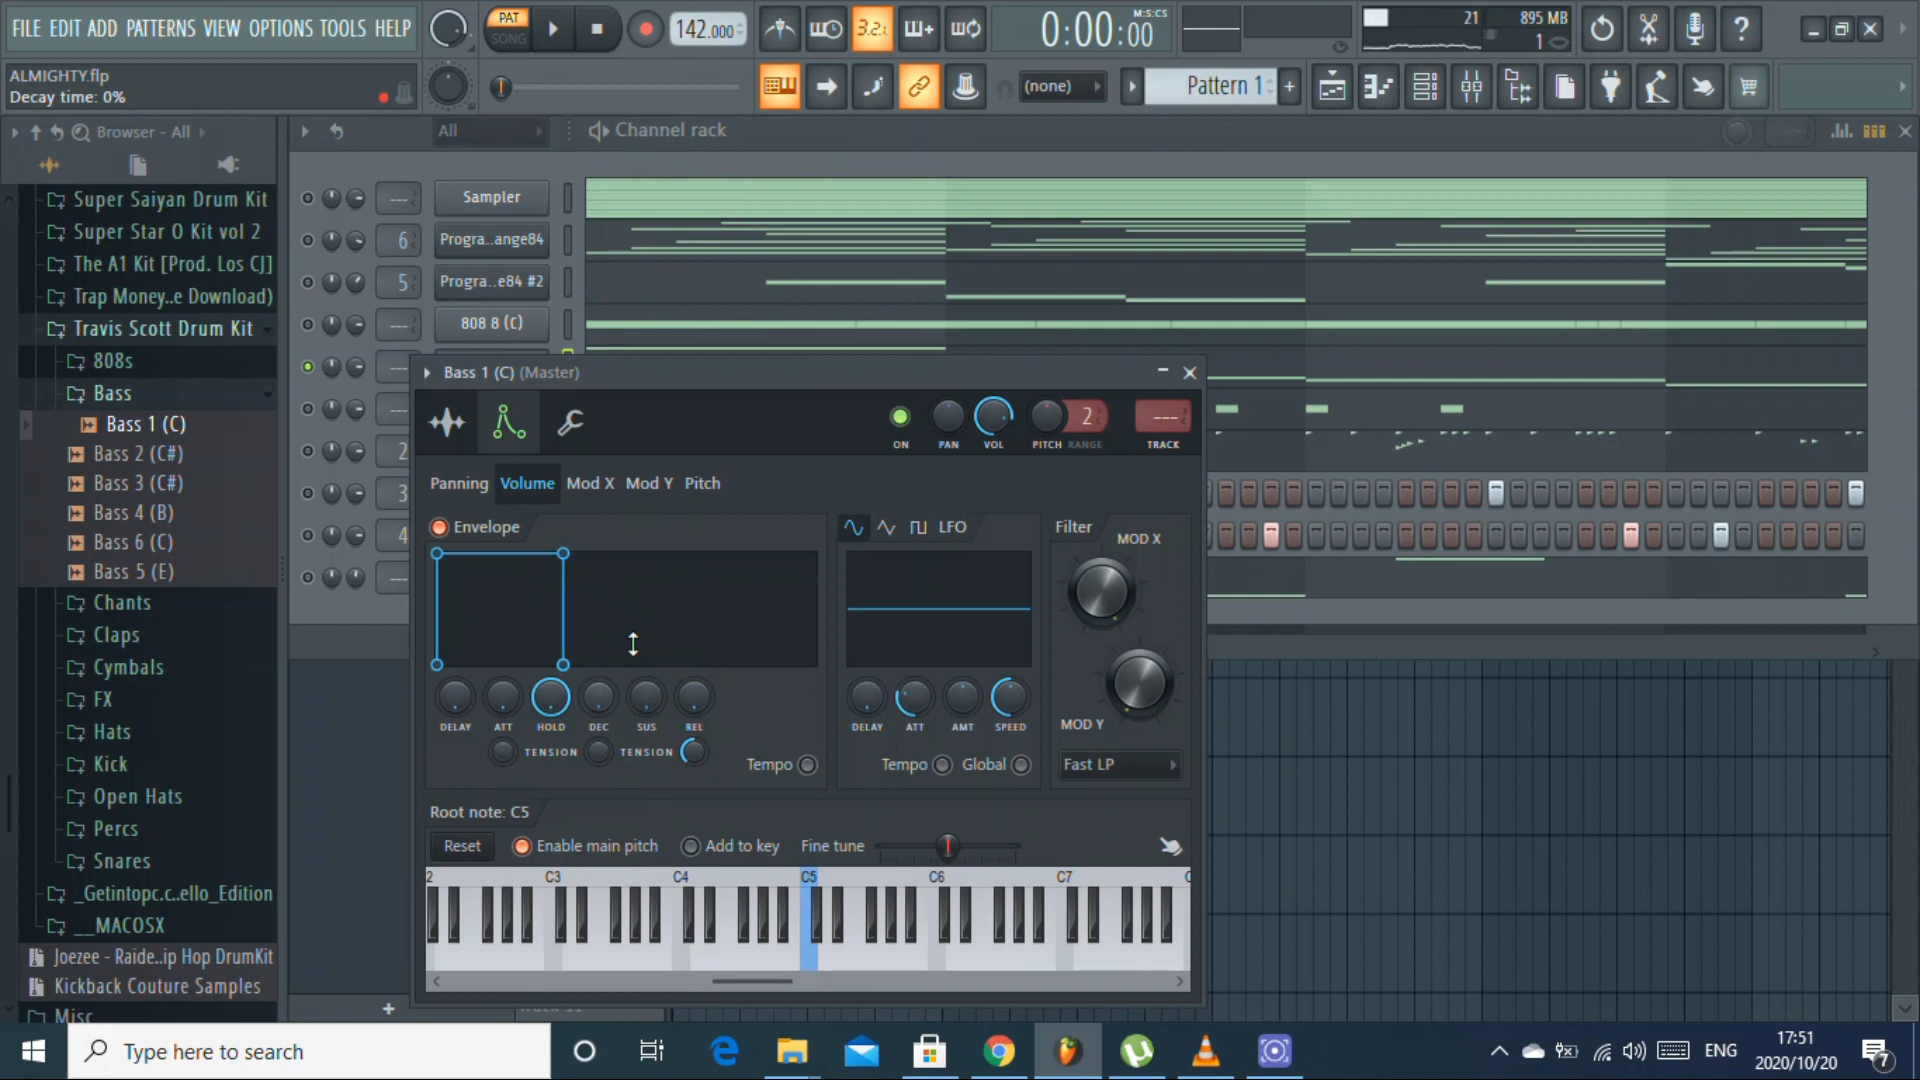 FILE EDIT ADD PATTERNS VIEW OPTIONS TOOLS HELP
PAT
SONG
142.000
3.2.
0:00:00
M:S:CS
21
895 MB
1
ALMIGHTY.flp
Decay time: 0%
(none)
Pattern 1
Browser - All
All
Channel rack
Super Saiyan Drum Kit
Super Star O Kit vol 2
The A1 Kit [Prod. Los CJ]
Trap Money..e Download)
Travis Scott Drum Kit
808s
Bass
Bass 1 (C)
Bass 2 (C#)
Bass 3 (C#)
Bass 4 (B)
Bass 6 (C)
Bass 5 (E)
Chants
Claps
Cymbals
FX
Hats
Kick
Open Hats
Percs
Snares
_Getintopc.c..ello_Edition
__MACOSX
Joezee - Raide..ip Hop DrumKit
Kickback Couture Samples
Misc
--- Sampler
6 Progra..ange84
5 Progra..e84 #2
--- 808 8 (C)
---
---
2
3
4
---
Bass 1 (C) (Master)
ON PAN VOL PITCH RANGE TRACK
2 ---
Panning Volume Mod X Mod Y Pitch
Envelope
LFO
Filter
MOD X
DELAY ATT HOLD DEC SUS REL
DELAY ATT AMT SPEED
MOD Y
TENSION TENSION
Tempo
Tempo Global
Fast LP
Root note: C5
Reset Enable main pitch Add to key Fine tune
2 C3 C4 C5 C6 C7 C
Type here to search
ENG
17:51
2020/10/20
7